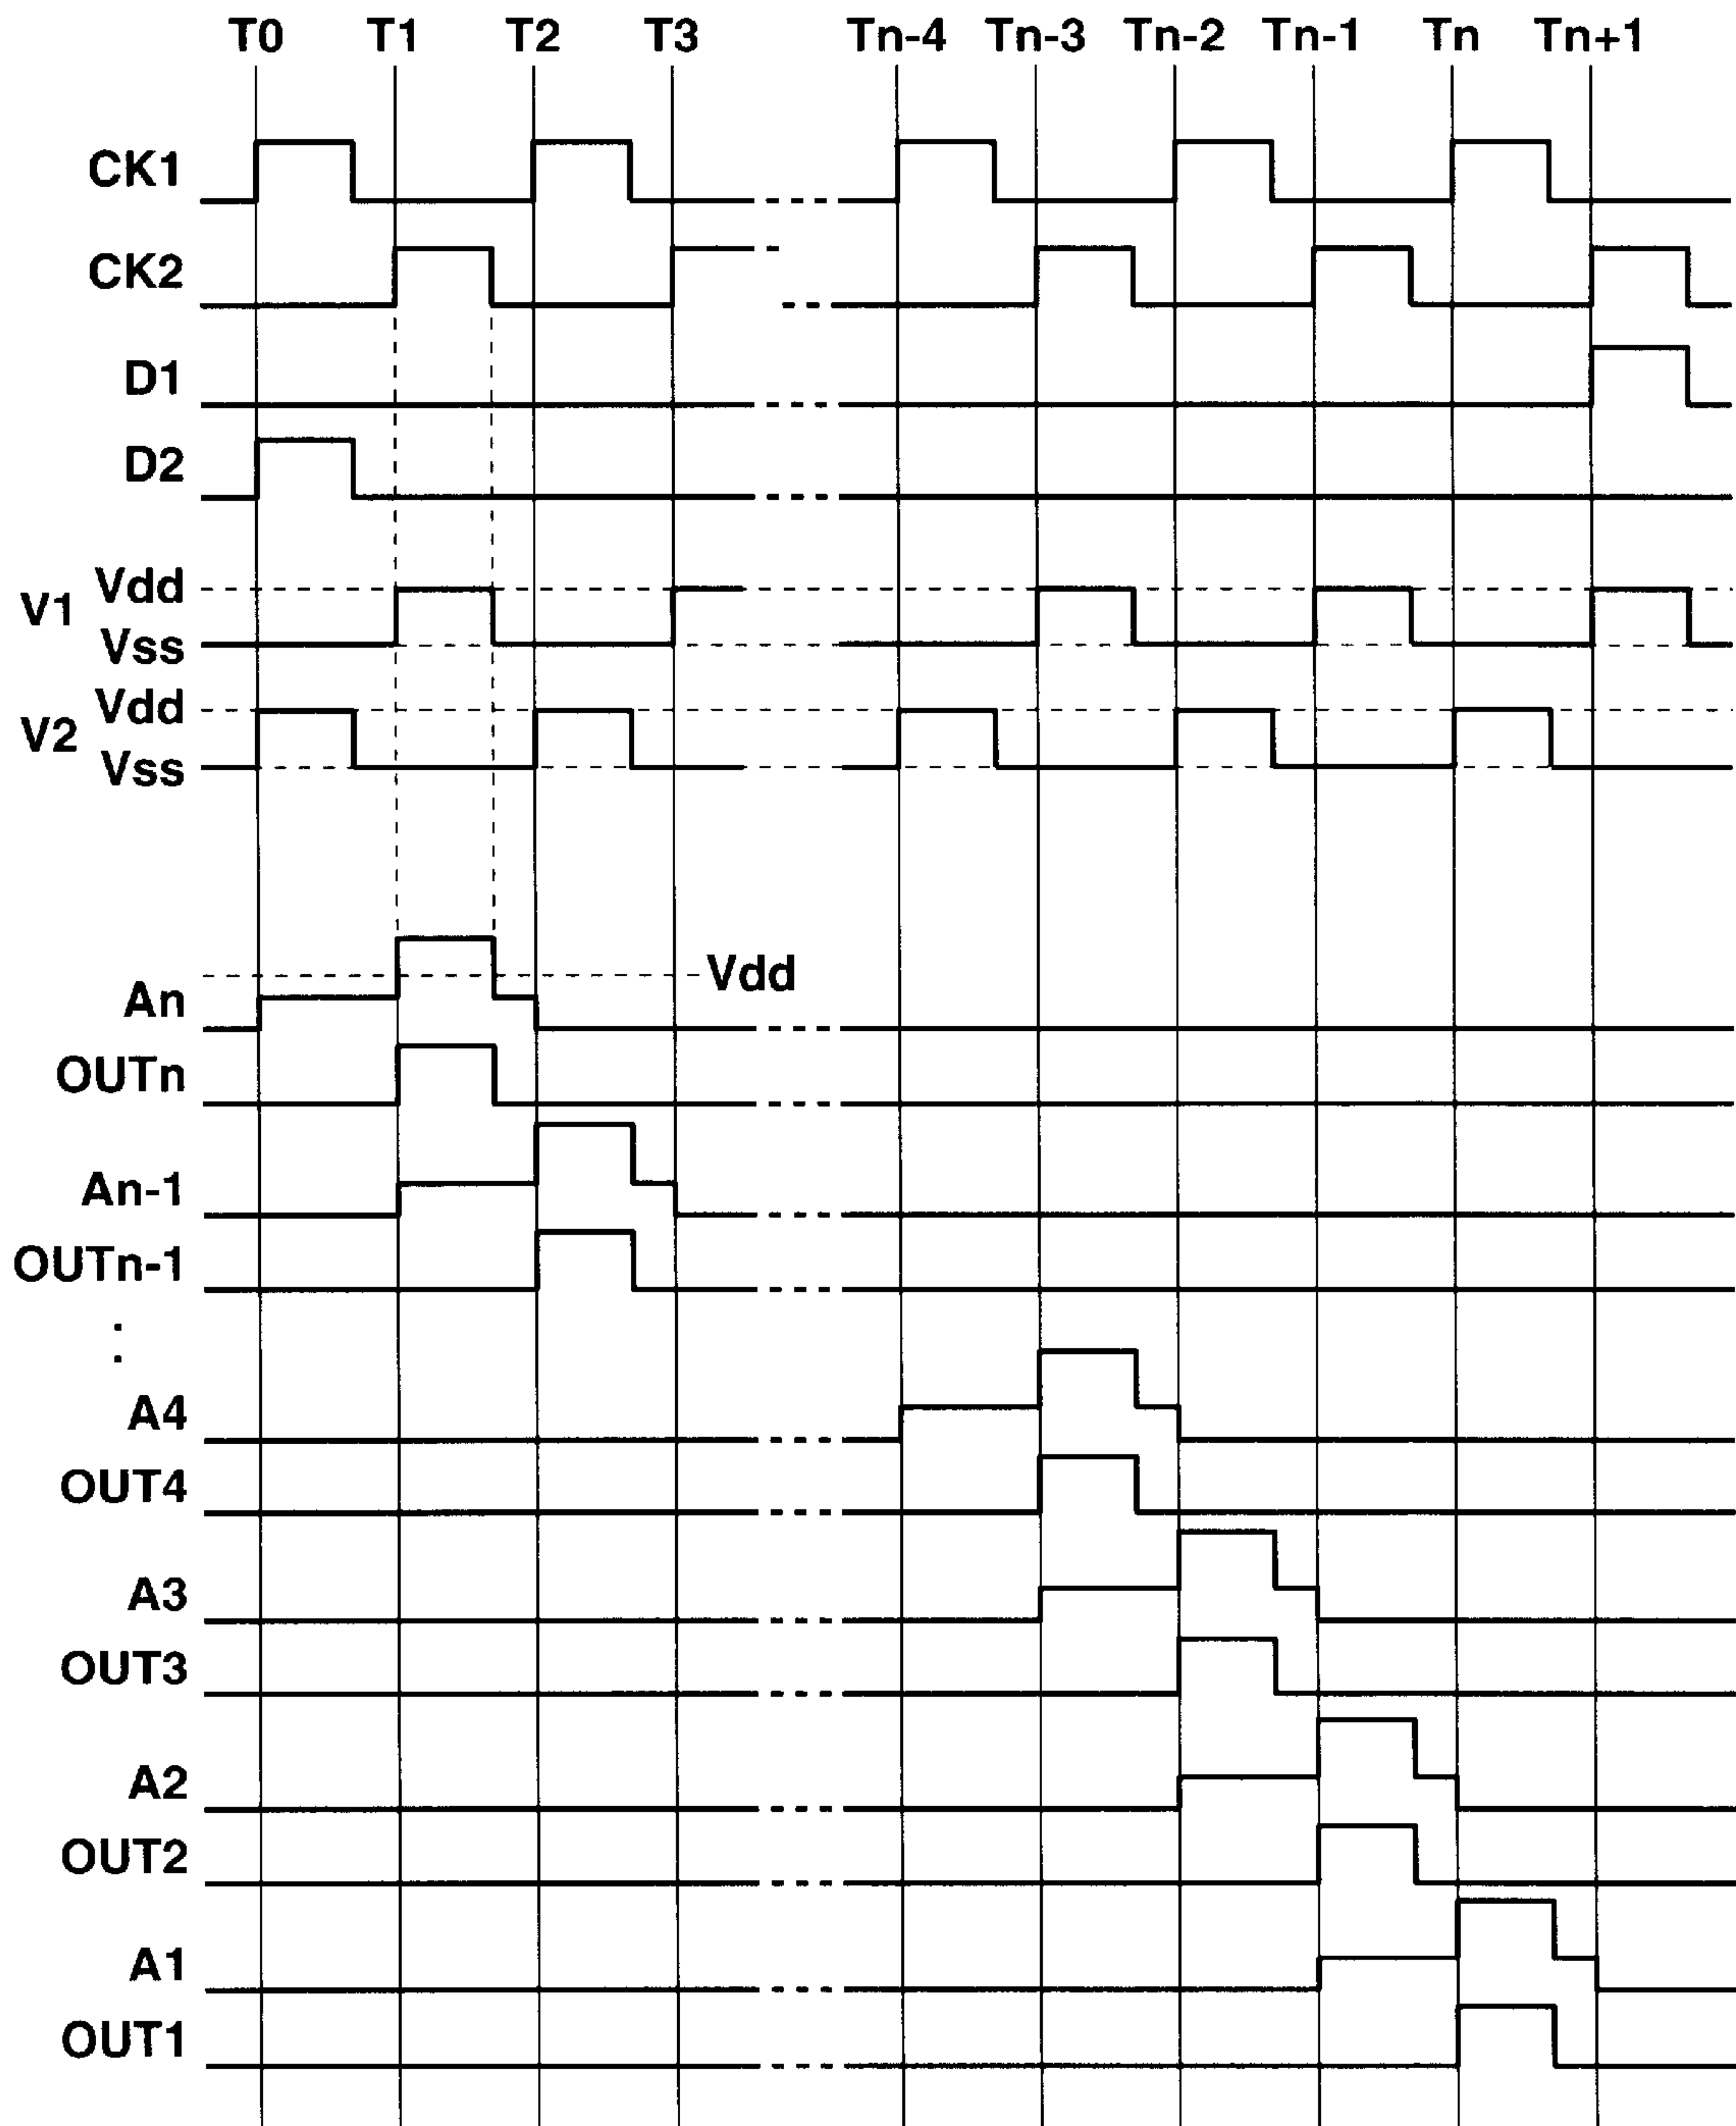 T0 T1 T2 T3 Tn-4 Tn-3 Tn-2 Tn-1 Tn Tn+1
CK1
CK2
D1
D2
V1 Vdd
Vss
V2 Vdd
Vss
Vdd
An
OUTn
An-1
OUTn-1
:
A4
OUT4
A3
OUT3
A2
OUT2
A1
OUT1